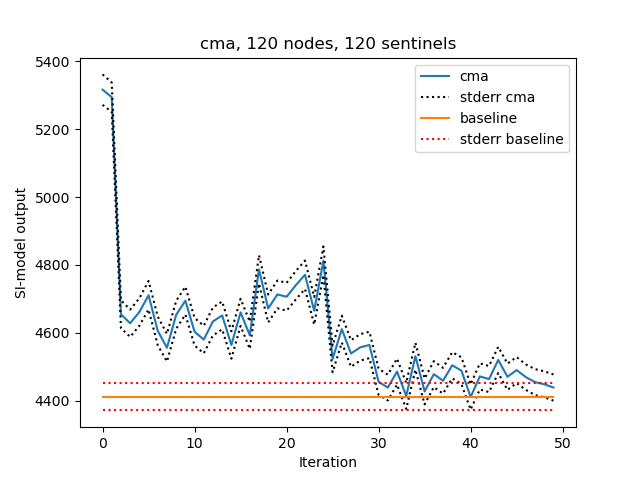 cma, 120 nodes, 120 sentinels
5400
5200
5000
4800
4600
4400
SI-model output
cma
stderr cma
baseline
stderr baseline
0 10 20 30 40 50
Iteration